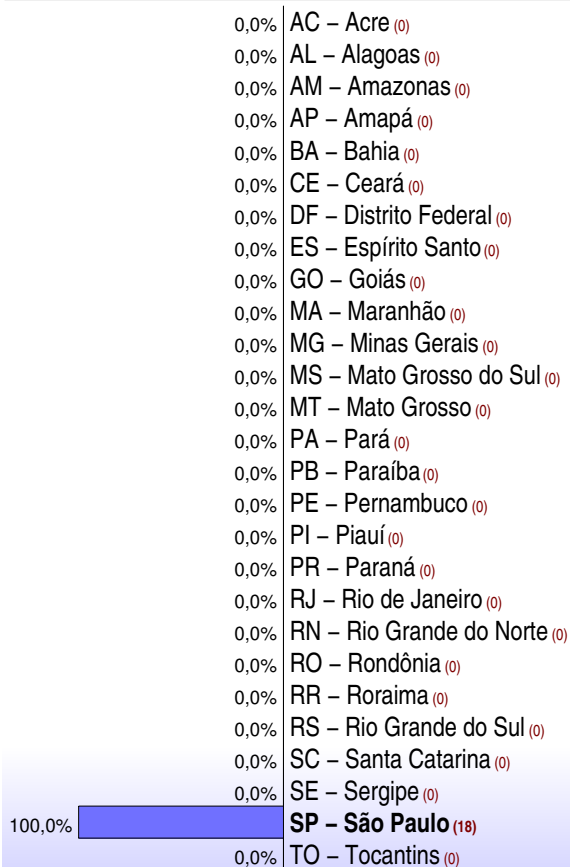 0,0% AC – Acre (0)
0,0% AL – Alagoas (0)
0,0% AM – Amazonas (0)
0,0% AP – Amapá (0)
0,0% BA – Bahia (0)
0,0% CE – Ceará (0)
0,0% DF – Distrito Federal (0)
0,0% ES – Espírito Santo (0)
0,0% GO – Goiás (0)
0,0% MA – Maranhão (0)
0,0% MG – Minas Gerais (0)
0,0% MS – Mato Grosso do Sul (0)
0,0% MT – Mato Grosso (0)
0,0% PA – Pará (0)
0,0% PB – Paraíba (0)
0,0% PE – Pernambuco (0)
0,0% PI – Piauí (0)
0,0% PR – Paraná (0)
0,0% RJ – Rio de Janeiro (0)
0,0% RN – Rio Grande do Norte (0)
0,0% RO – Rondônia (0)
0,0% RR – Roraima (0)
0,0% RS – Rio Grande do Sul (0)
0,0% SC – Santa Catarina (0)
0,0% SE – Sergipe (0)
100,0% SP – São Paulo (18)
0,0% TO – Tocantins (0)